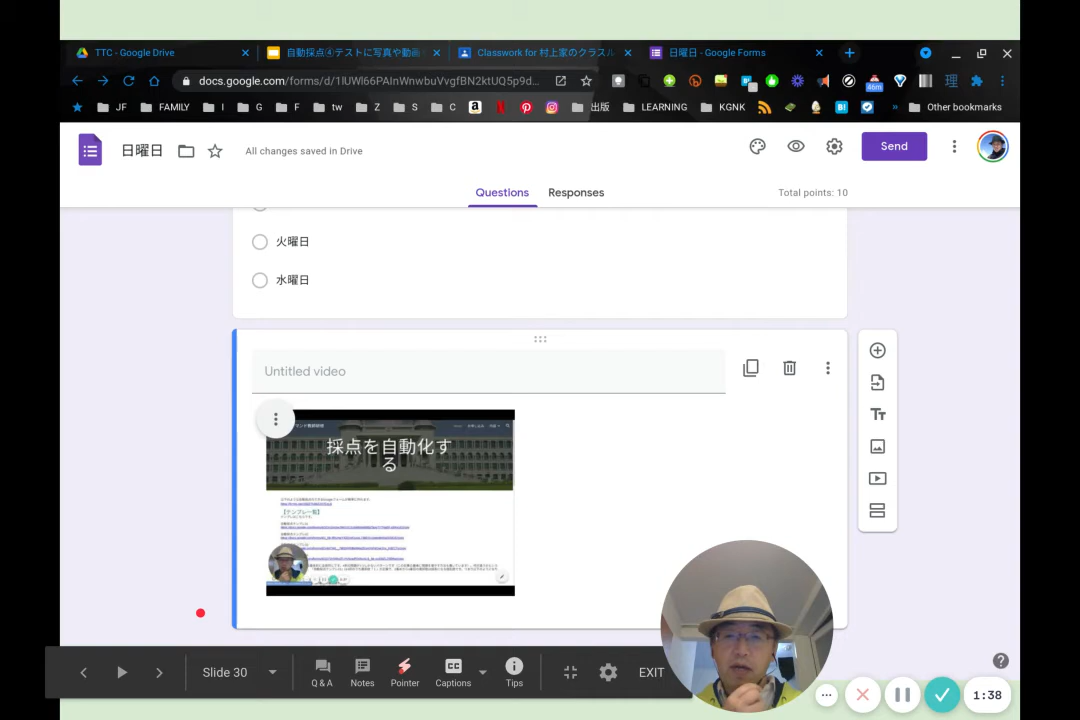 TTC - Google Drive
自動採点④テストに写真や動画
Classwork for 村上家のクラスル
日曜日 - Google Forms
docs.google.com/forms/d/1lUWl66PAInWnwbuVvgfBN2ktUQ5p9d...
46m
JF FAMILY I G F tw Z S C 出版 LEARNING KGNK » Other bookmarks
日曜日
All changes saved in Drive
Send
Questions
Responses
Total points: 10
火曜日
水曜日
Untitled video
採点を自動化す
る
Slide 30
Q & A
Notes
Pointer
Captions
Tips
EXIT
1:38